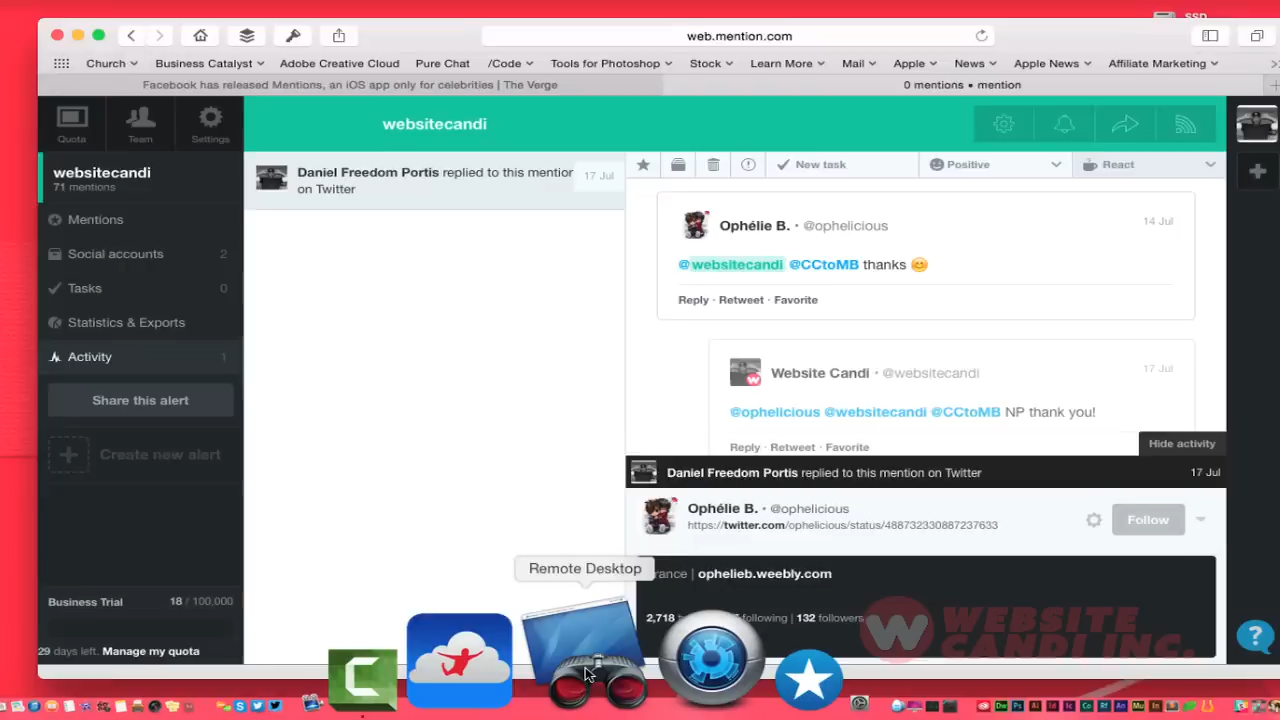 SSD
web.mention.com
Church Business Catalyst Adobe Creative Cloud Pure Chat /Code Tools for Photoshop Stock Learn More Mail Apple News Apple News Affiliate Marketing
Facebook has released Mentions, an iOS app only for celebrities | The Verge
0 mentions • mention
Quota Team Settings
websitecandi
websitecandi
71 mentions
Mentions
Social accounts 2
Tasks 0
Statistics & Exports
Activity 1
Share this alert
Create new alert
Business Trial 18 / 100,000
29 days left. Manage my quota
Daniel Freedom Portis replied to this mention
on Twitter
17 Jul
New task Positive React
Ophélie B. • @ophelicious 14 Jul
@websitecandi @CCtoMB thanks 😊
Reply · Retweet · Favorite
Website Candi • @websitecandi 17 Jul
@ophelicious @websitecandi @CCtoMB NP thank you!
Reply · Retweet · Favorite
Hide activity
Daniel Freedom Portis replied to this mention on Twitter 17 Jul
Ophélie B. • @ophelicious
https://twitter.com/ophelicious/status/488732330887237633
Follow
Remote Desktop
rance | ophelieb.weebly.com
2,718 following | 132 followers
WEBSITE
CANDI INC.